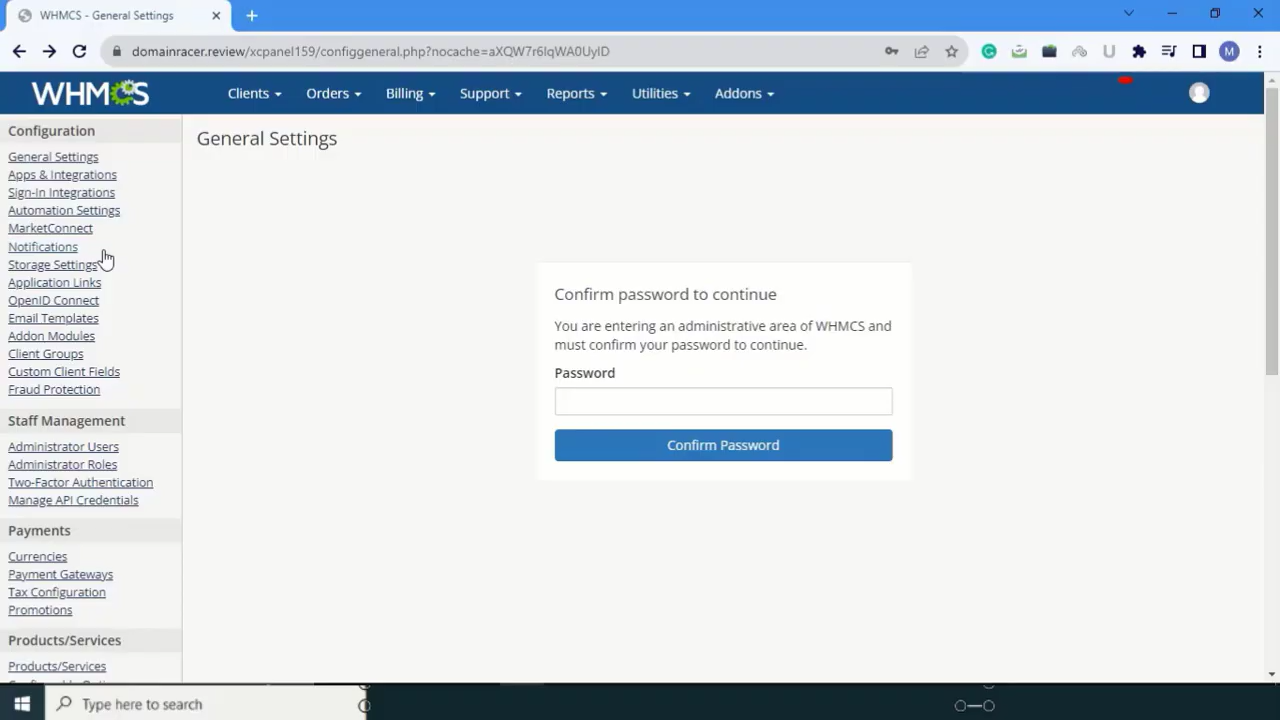 WHMCS - General Settings
domainracer.review/xcpanel159/configgeneral.php?nocache=aXQW7r6IqWA0UyID
M
WHMCS
Clients
Orders
Billing
Support
Reports
Utilities
Addons
Configuration
General Settings
Apps & Integrations
Sign-In Integrations
Automation Settings
MarketConnect
Notifications
Storage Settings
Application Links
OpenID Connect
Email Templates
Addon Modules
Client Groups
Custom Client Fields
Fraud Protection
Staff Management
Administrator Users
Administrator Roles
Two-Factor Authentication
Manage API Credentials
Payments
Currencies
Payment Gateways
Tax Configuration
Promotions
Products/Services
Products/Services
General Settings
Confirm password to continue
You are entering an administrative area of WHMCS and
must confirm your password to continue.
Password
Confirm Password
Type here to search